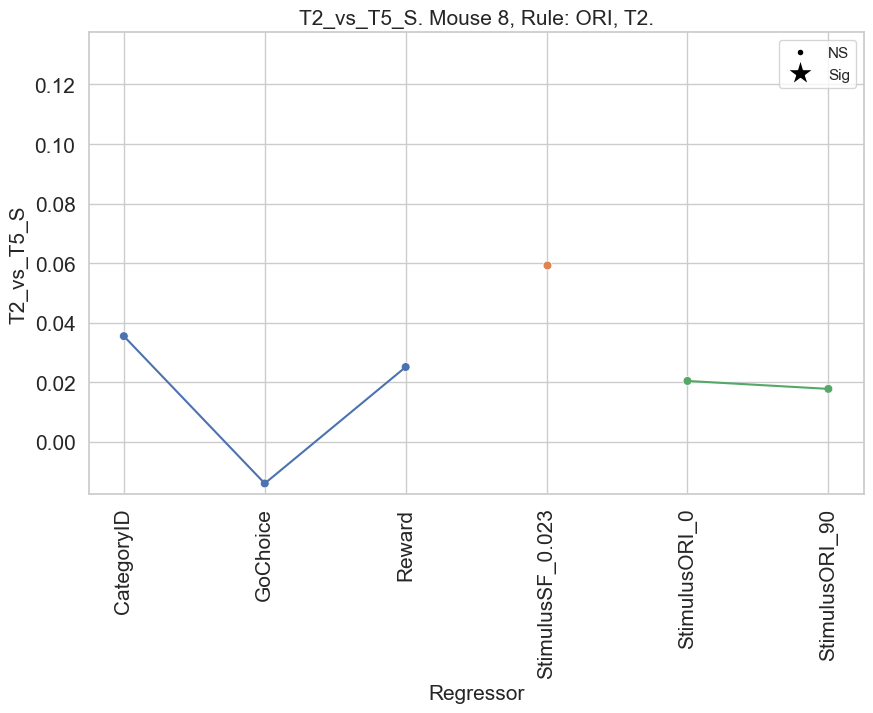 T2_vs_T5_S. Mouse 8, Rule: ORI, T2.
NS
Sig
T2_vs_T5_S
0.12
0.10
0.08
0.06
0.04
0.02
0.00
CategoryID
GoChoice
Reward
StimulusSF_0.023
StimulusORI_0
StimulusORI_90
Regressor